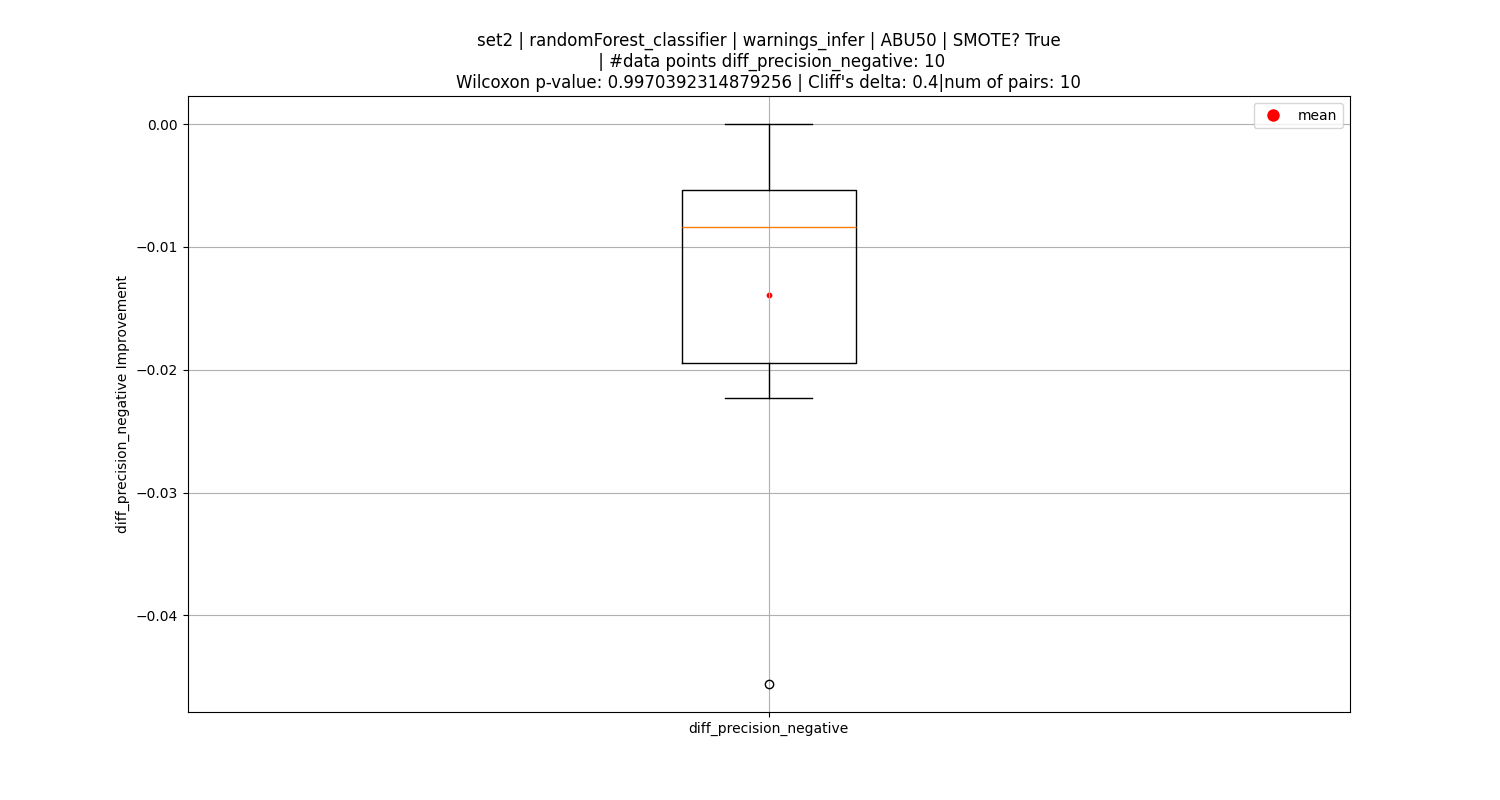 set2 | randomForest_classifier | warnings_infer | ABU50 | SMOTE? True
| #data points diff_precision_negative: 10
Wilcoxon p-value: 0.9970392314879256 | Cliff's delta: 0.4|num of pairs: 10
mean
0.00
−0.01
−0.02
−0.03
−0.04
diff_precision_negative Improvement
diff_precision_negative